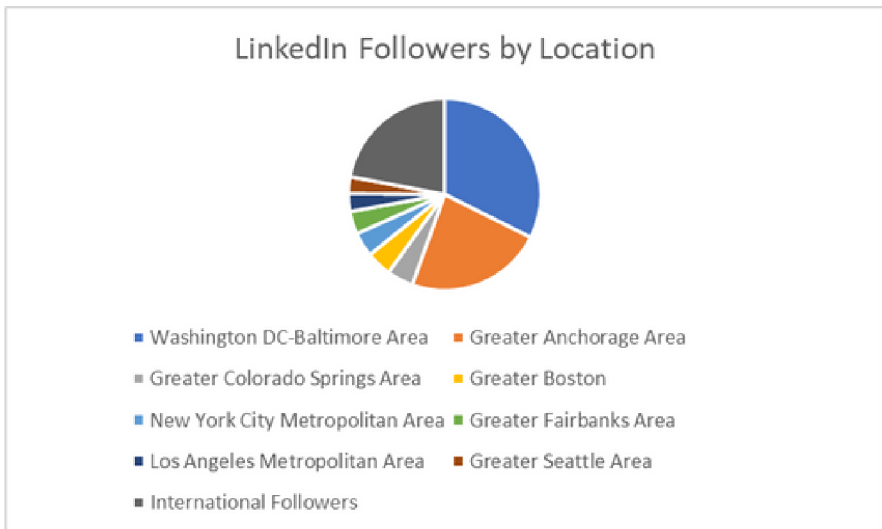 LinkedIn Followers by Location
Washington DC-Baltimore Area Greater Anchorage Area
Greater Colorado Springs Area Greater Boston
New York City Metropolitan Area Greater Fairbanks Area
Los Angeles Metropolitan Area Greater Seattle Area
International Followers